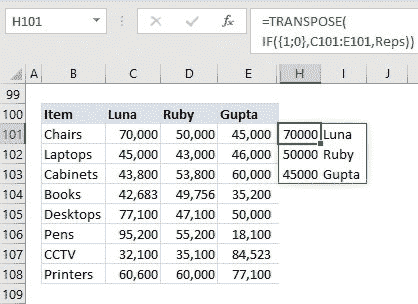 H101
fx
=TRANSPOSE(
IF({1;0},C101:E101,Reps))
A B C D E H I J
99
100 Item Luna Ruby Gupta
101 Chairs 70,000 50,000 45,000 70000 Luna
102 Laptops 45,000 43,000 46,000 50000 Ruby
103 Cabinets 43,800 53,800 60,000 45000 Gupta
104 Books 42,683 49,756 35,200
105 Desktops 77,100 47,100 50,000
106 Pens 95,200 55,200 18,100
107 CCTV 32,100 35,100 84,523
108 Printers 60,600 60,000 77,100
109